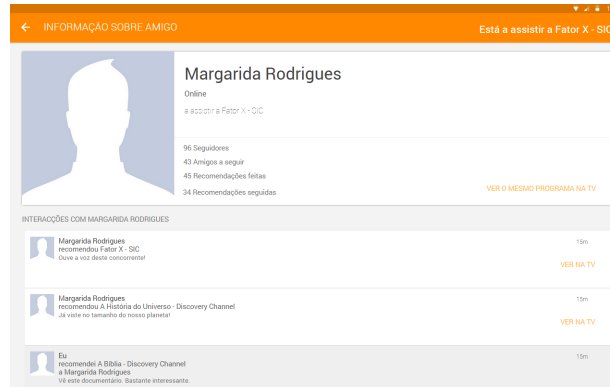 INFORMAÇÃO SOBRE AMIGO
Está a assistir a Fator X - SIC
Margarida Rodrigues
Online
a assistir a Fator X - SIC
96 Seguidores
43 Amigos a seguir
45 Recomendações feitas
34 Recomendações seguidas
VER O MESMO PROGRAMA NA TV
INTERACÇÕES COM MARGARIDA RODRIGUES
Margarida Rodrigues
15m
recomendou Fator X - SIC
Ouve a voz deste concorrente!
VER NA TV
Margarida Rodrigues
15m
recomendou A História do Universo - Discovery Channel
Já viste no tamanho do nosso planeta!
VER NA TV
Eu
15m
recomendei A Bíblia - Discovery Channel
a Margarida Rodrigues
Vê este documentário. Bastante interessante.